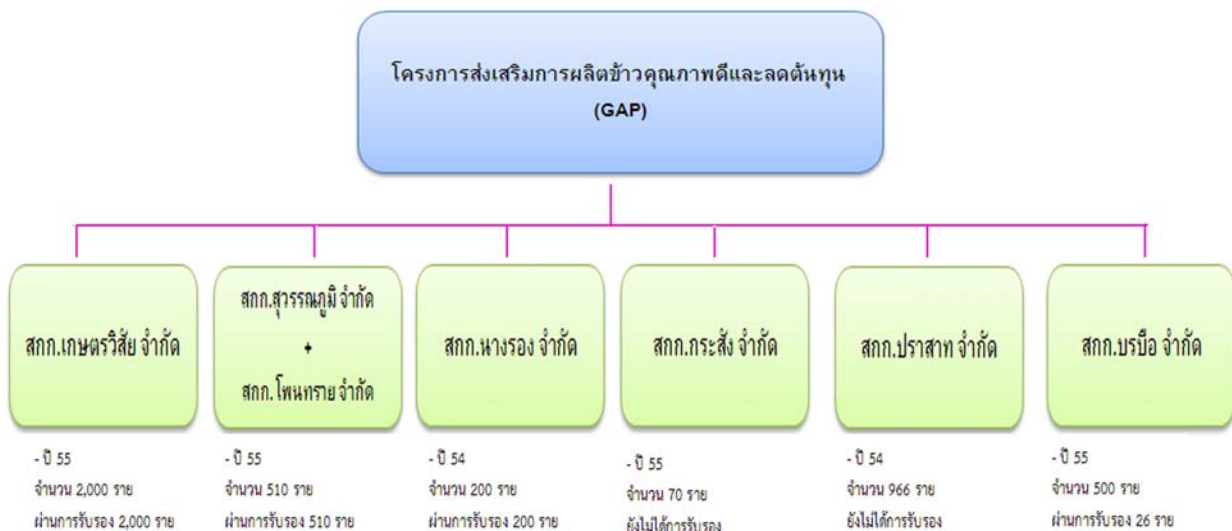 โครงการส่งเสริมการผลิตข้าวคุณภาพดีและลดต้นทุน
(GAP)
สกก.เกษตรวิสัย จำกัด
สกก.สุวรรณภูมิ จำกัด
+
สกก.โพนทราย จำกัด
สกก.นางรอง จำกัด
สกก.กระสัง จำกัด
สกก.ปราสาท จำกัด
สกก.บรบือ จำกัด
- ปี 55
จำนวน 2,000 ราย
ผ่านการรับรอง 2,000 ราย
- ปี 55
จำนวน 510 ราย
ผ่านการรับรอง 510 ราย
- ปี 54
จำนวน 200 ราย
ผ่านการรับรอง 200 ราย
- ปี 55
จำนวน 70 ราย
ยังไม่ได้การรับรอง
- ปี 54
จำนวน 966 ราย
ยังไม่ได้การรับรอง
- ปี 55
จำนวน 500 ราย
ผ่านการรับรอง 26 ราย